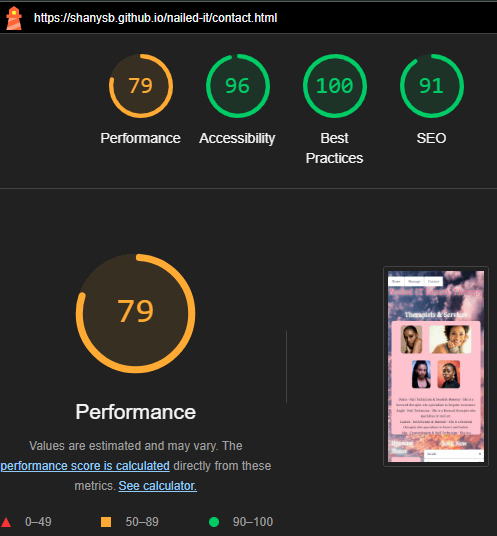 https://shanysb.github.io/nailed-it/contact.html
79
96
100
91
Performance
Accessibility
Best
Practices
SEO
79
Performance
Values are estimated and may vary. The
performance score is calculated directly from these
metrics. See calculator.
0–49
50–89
90–100
Home
Massage
Contact
Therapists & Services